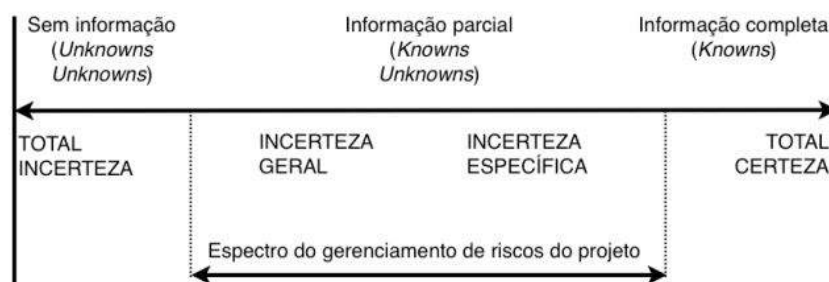 Sem informação
(Unknowns
Unknowns)
Informação parcial
(Knowns
Unknowns)
Informação completa
(Knowns)
TOTAL
INCERTEZA
INCERTEZA
GERAL
INCERTEZA
ESPECÍFICA
TOTAL
CERTEZA
Espectro do gerenciamento de riscos do projeto